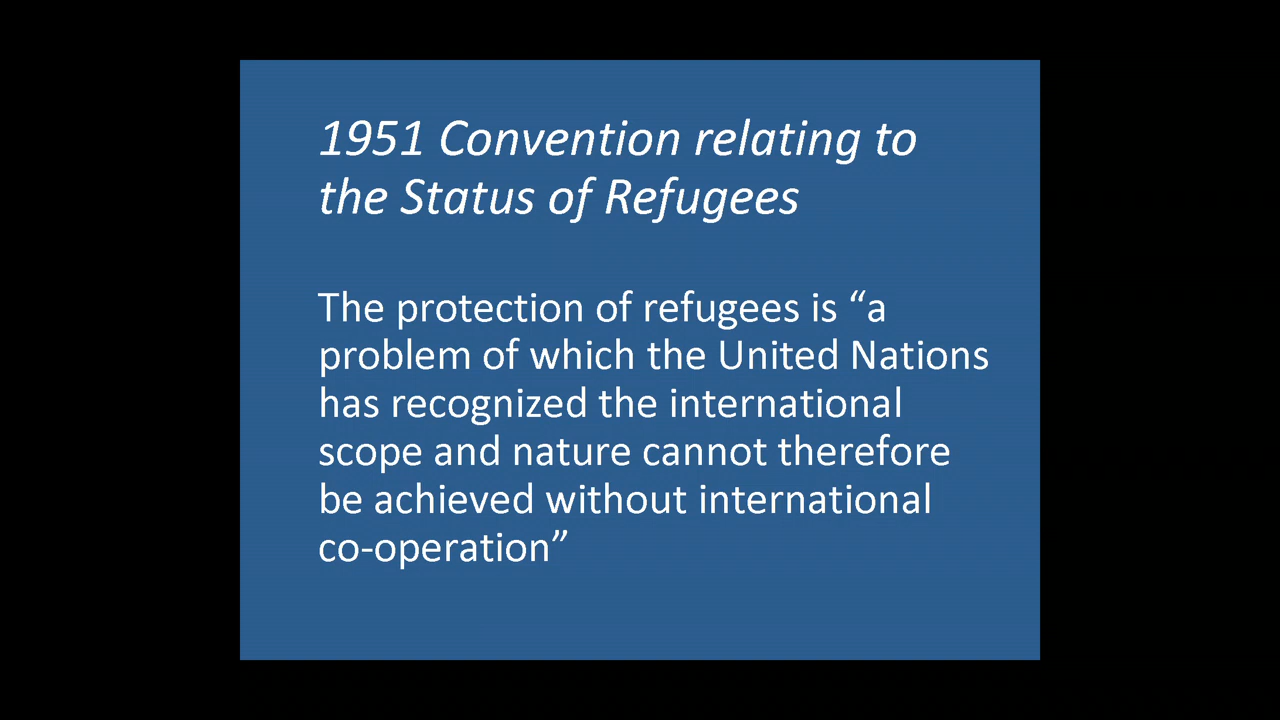 1951 Convention relating to
the Status of Refugees
The protection of refugees is “a
problem of which the United Nations
has recognized the international
scope and nature cannot therefore
be achieved without international
co-operation”